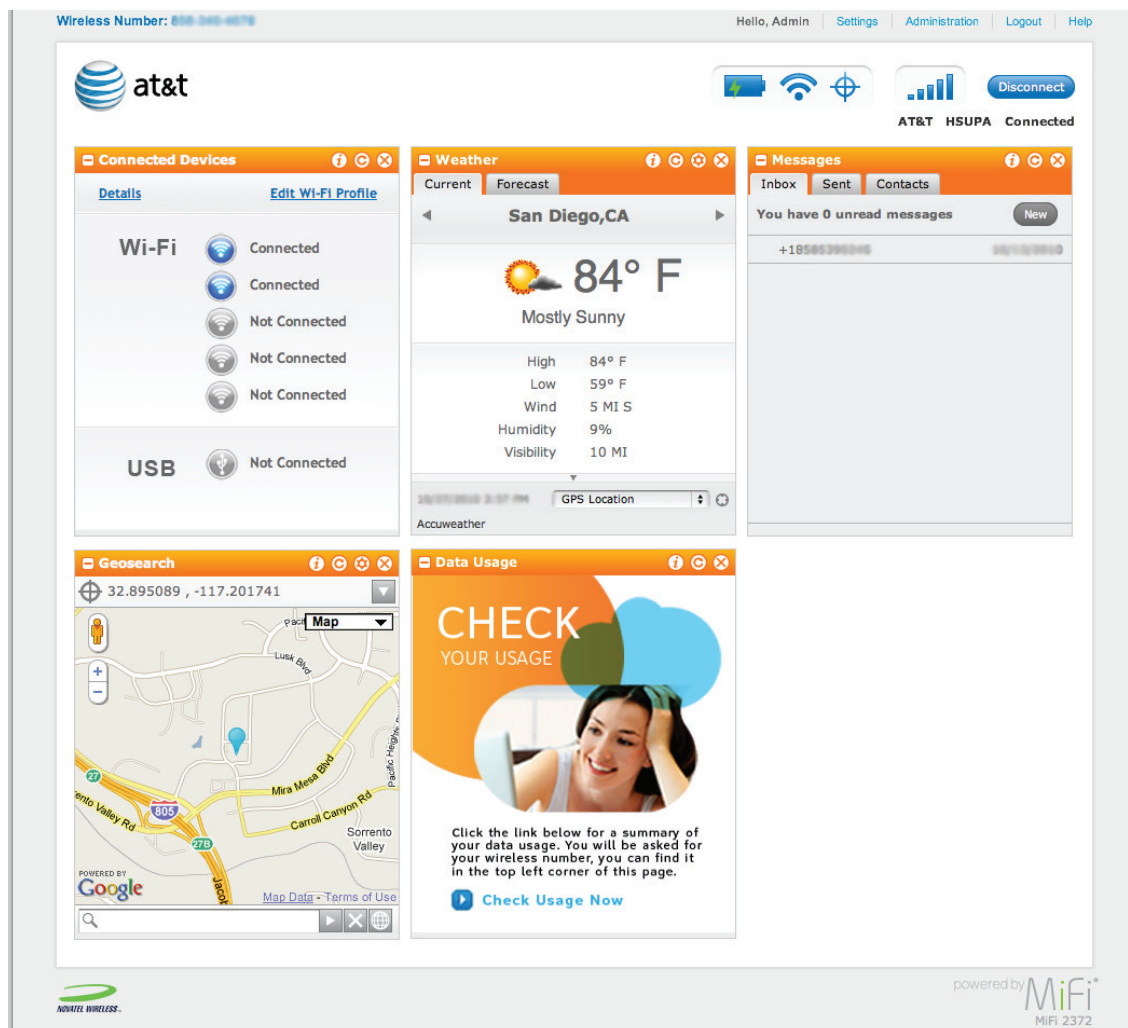 Wireless Number:
Hello, Admin Settings Administration Logout Help
at&t
Disconnect
AT&T HSUPA Connected
Connected Devices
Details Edit Wi-Fi Profile
Wi-Fi
Connected
Connected
Not Connected
Not Connected
Not Connected
USB
Not Connected
Weather
Current Forecast
San Diego,CA
84° F
Mostly Sunny
High 84° F
Low 59° F
Wind 5 MI S
Humidity 9%
Visibility 10 MI
GPS Location
Accuweather
Messages
Inbox Sent Contacts
You have 0 unread messages New
Geosearch
32.895089 , -117.201741
Map
Lusk Blvd
Pacific Heights
Mira Mesa Blvd
27
805
Carroll Canyon Rd
Valley Rd
27B
Sorrento
Valley
POWERED BY
Google
Map Data - Terms of Use
Data Usage
CHECK
YOUR USAGE
Click the link below for a summary of
your data usage. You will be asked for
your wireless number, you can find it
in the top left corner of this page.
Check Usage Now
NOVATEL WIRELESS
powered by MiFi
MiFi 2372